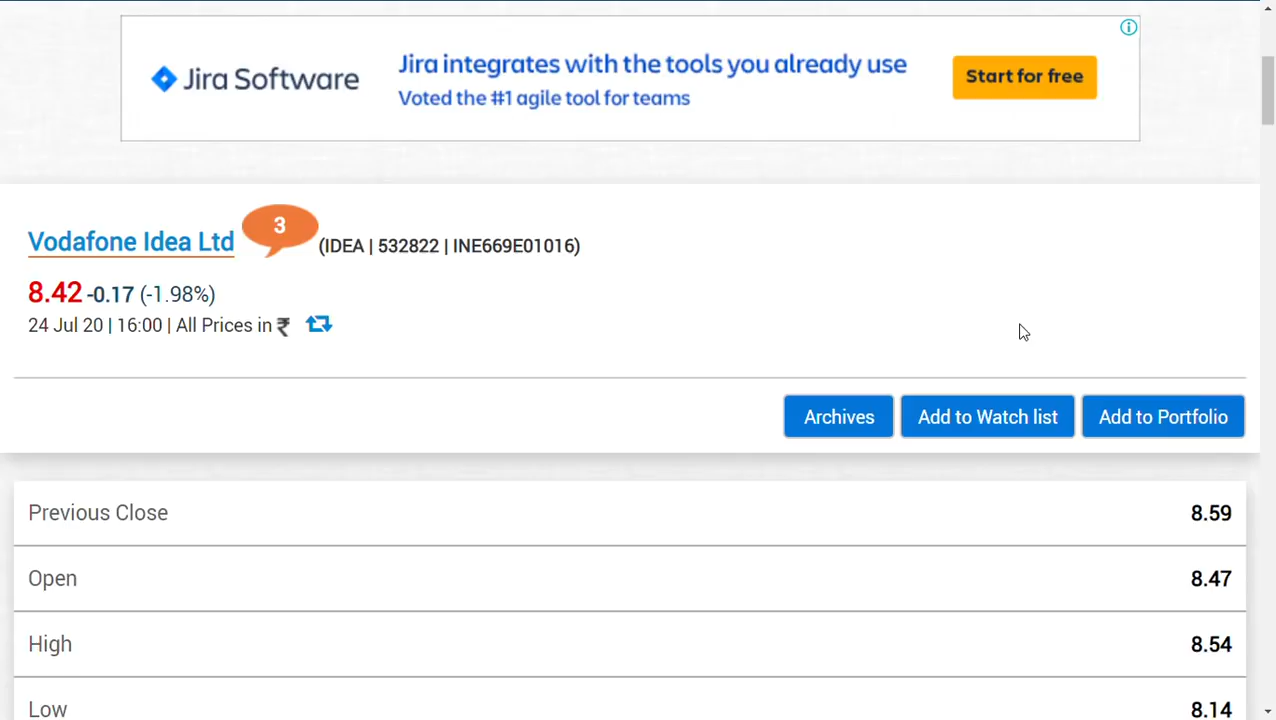 Jira Software
Jira integrates with the tools you already use
Voted the #1 agile tool for teams
Start for free
Vodafone Idea Ltd
3
(IDEA | 532822 | INE669E01016)
8.42 -0.17 (-1.98%)
24 Jul 20 | 16:00 | All Prices in ₹
Archives
Add to Watch list
Add to Portfolio
Previous Close 8.59
Open 8.47
High 8.54
Low 8.14